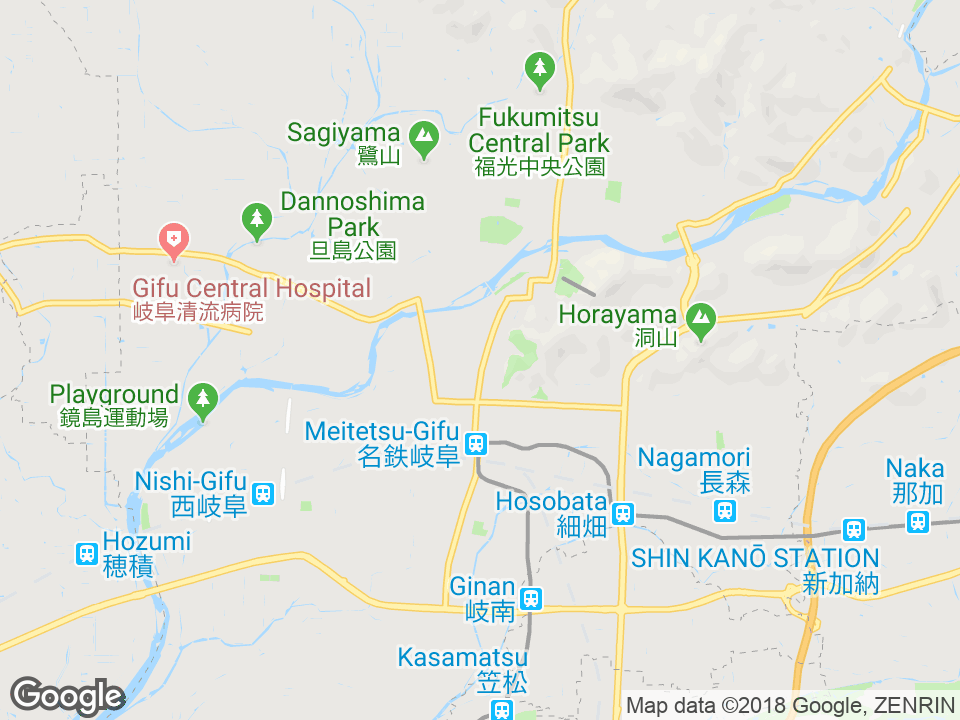 Fukumitsu
Central Park
福光中央公園
Sagiyama
鷺山
Dannoshima
Park
旦島公園
Gifu Central Hospital
岐阜清流病院
Horayama
洞山
Playground
鏡島運動場
Meitetsu-Gifu
名鉄岐阜
Nagamori
長森
Naka
那加
Nishi-Gifu
西岐阜
Hosobata
細畑
Hozumi
穂積
SHIN KANŌ STATION
新加納
Ginan
岐南
Kasamatsu
笠松
Google
Map data ©2018 Google, ZENRIN